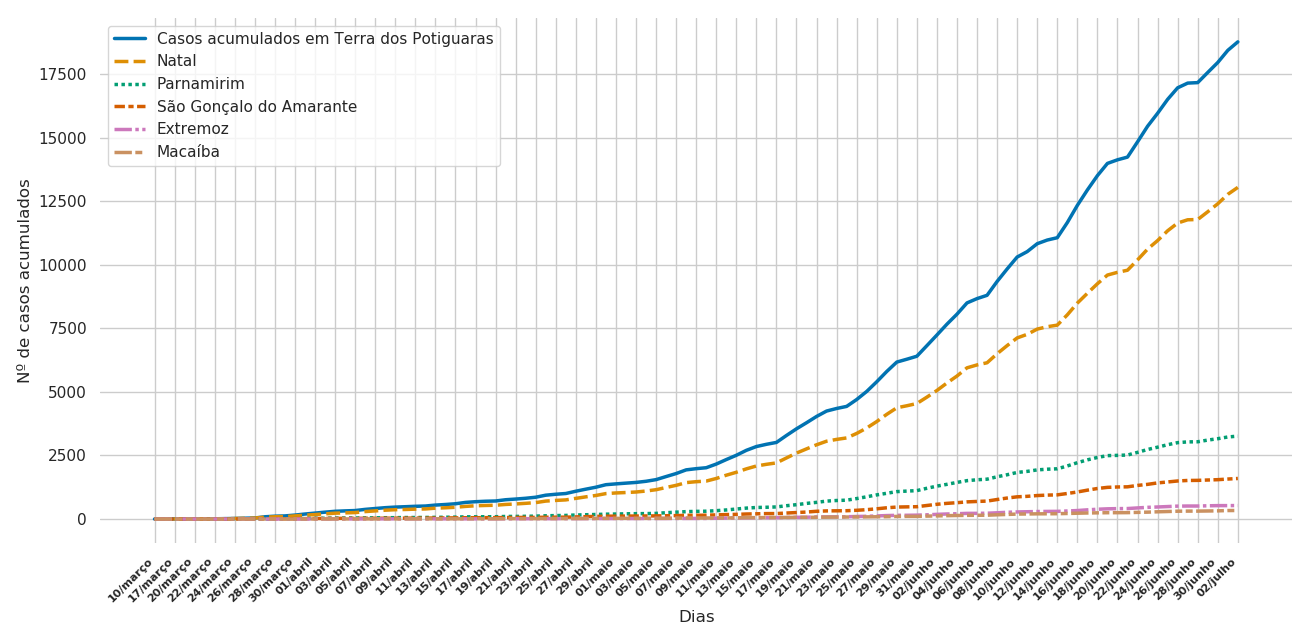 Casos acumulados em Terra dos Potiguaras
Natal
Parnamirim
São Gonçalo do Amarante
Extremoz
Macaíba
Nº de casos acumulados
17500
15000
12500
10000
7500
5000
2500
0
10/março
17/março
20/março
22/março
24/março
26/março
28/março
30/março
01/abril
03/abril
05/abril
07/abril
09/abril
11/abril
13/abril
15/abril
17/abril
19/abril
21/abril
23/abril
25/abril
27/abril
29/abril
01/maio
03/maio
05/maio
07/maio
09/maio
11/maio
13/maio
15/maio
17/maio
19/maio
21/maio
23/maio
25/maio
27/maio
29/maio
31/maio
02/junho
04/junho
06/junho
08/junho
10/junho
12/junho
14/junho
16/junho
18/junho
20/junho
22/junho
24/junho
26/junho
28/junho
30/junho
02/julho
Dias